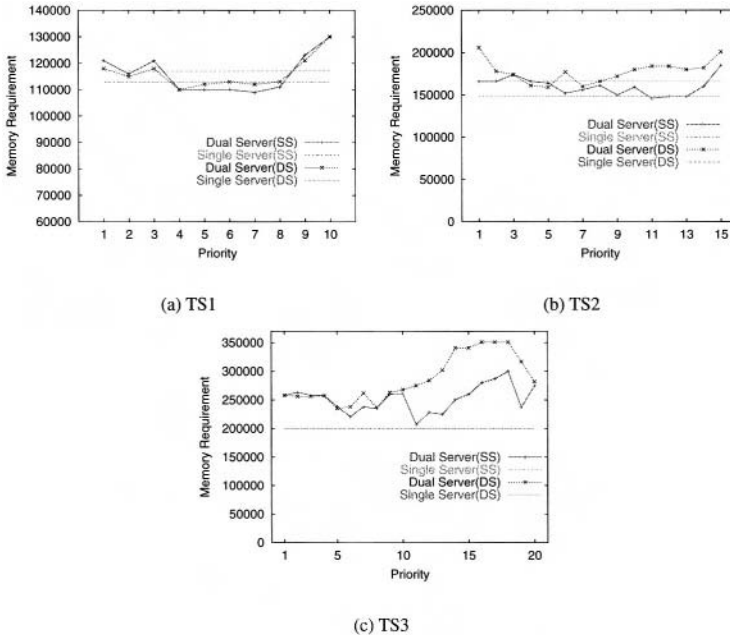 140000
130000
120000
110000
100000
90000
80000
70000
60000
Memory Requirement
Dual Server(SS)
Single Server(SS)
Dual Server(DS)
Single Server(DS)
1 2 3 4 5 6 7 8 9 10
Priority
(a) TS1
250000
200000
150000
100000
50000
0
Memory Requirement
Dual Server(SS)
Single Server(SS)
Dual Server(DS)
Single Server(DS)
1 3 5 7 9 11 13 15
Priority
(b) TS2
350000
300000
250000
200000
150000
100000
50000
0
Memory Requirement
Dual Server(SS)
Single Server(SS)
Dual Server(DS)
Single Server(DS)
1 5 10 15 20
Priority
(c) TS3